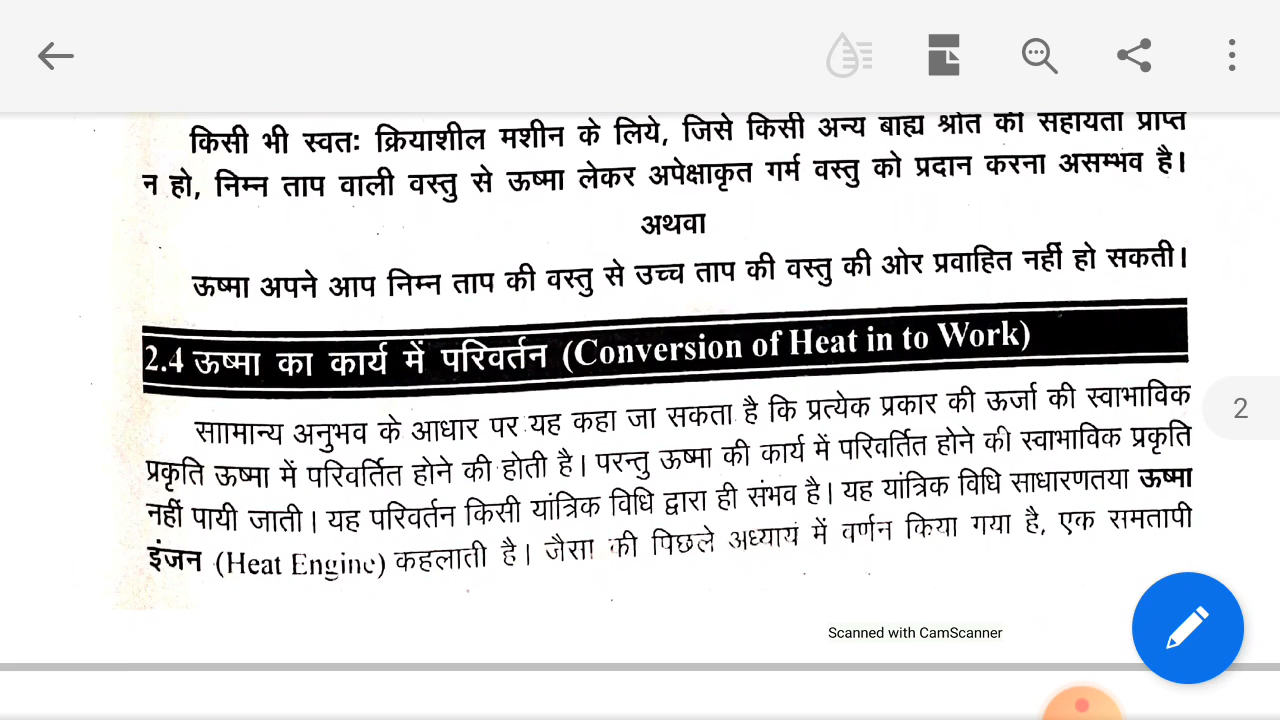 किसी भी स्वतः क्रियाशील मशीन के लिये, जिसे किसी अन्य बाह्य श्रोत की सहायता प्राप्त
न हो, निम्न ताप वाली वस्तु से ऊष्मा लेकर अपेक्षाकृत गर्म वस्तु को प्रदान करना असम्भव है।
अथवा
ऊष्मा अपने आप निम्न ताप की वस्तु से उच्च ताप की वस्तु की ओर प्रवाहित नहीं हो सकती।
2.4 ऊष्मा का कार्य में परिवर्तन (Conversion of Heat in to Work)
साामान्य अनुभव के आधार पर यह कहा जा सकता है कि प्रत्येक प्रकार की ऊर्जा की स्वाभाविक
प्रकृति ऊष्मा में परिवर्तित होने की होती है। परन्तु ऊष्मा की कार्य में परिवर्तित होने की स्वाभाविक प्रकृति
2
नहीं पायी जाती। यह परिवर्तन किसी यांत्रिक विधि द्वारा ही संभव है। यह यांत्रिक विधि साधारणतया ऊष्मा
इंजन (Heat Engine) कहलाती है। जैसा की पिछले अध्याय में वर्णन किया गया है, एक समतापी
Scanned with CamScanner